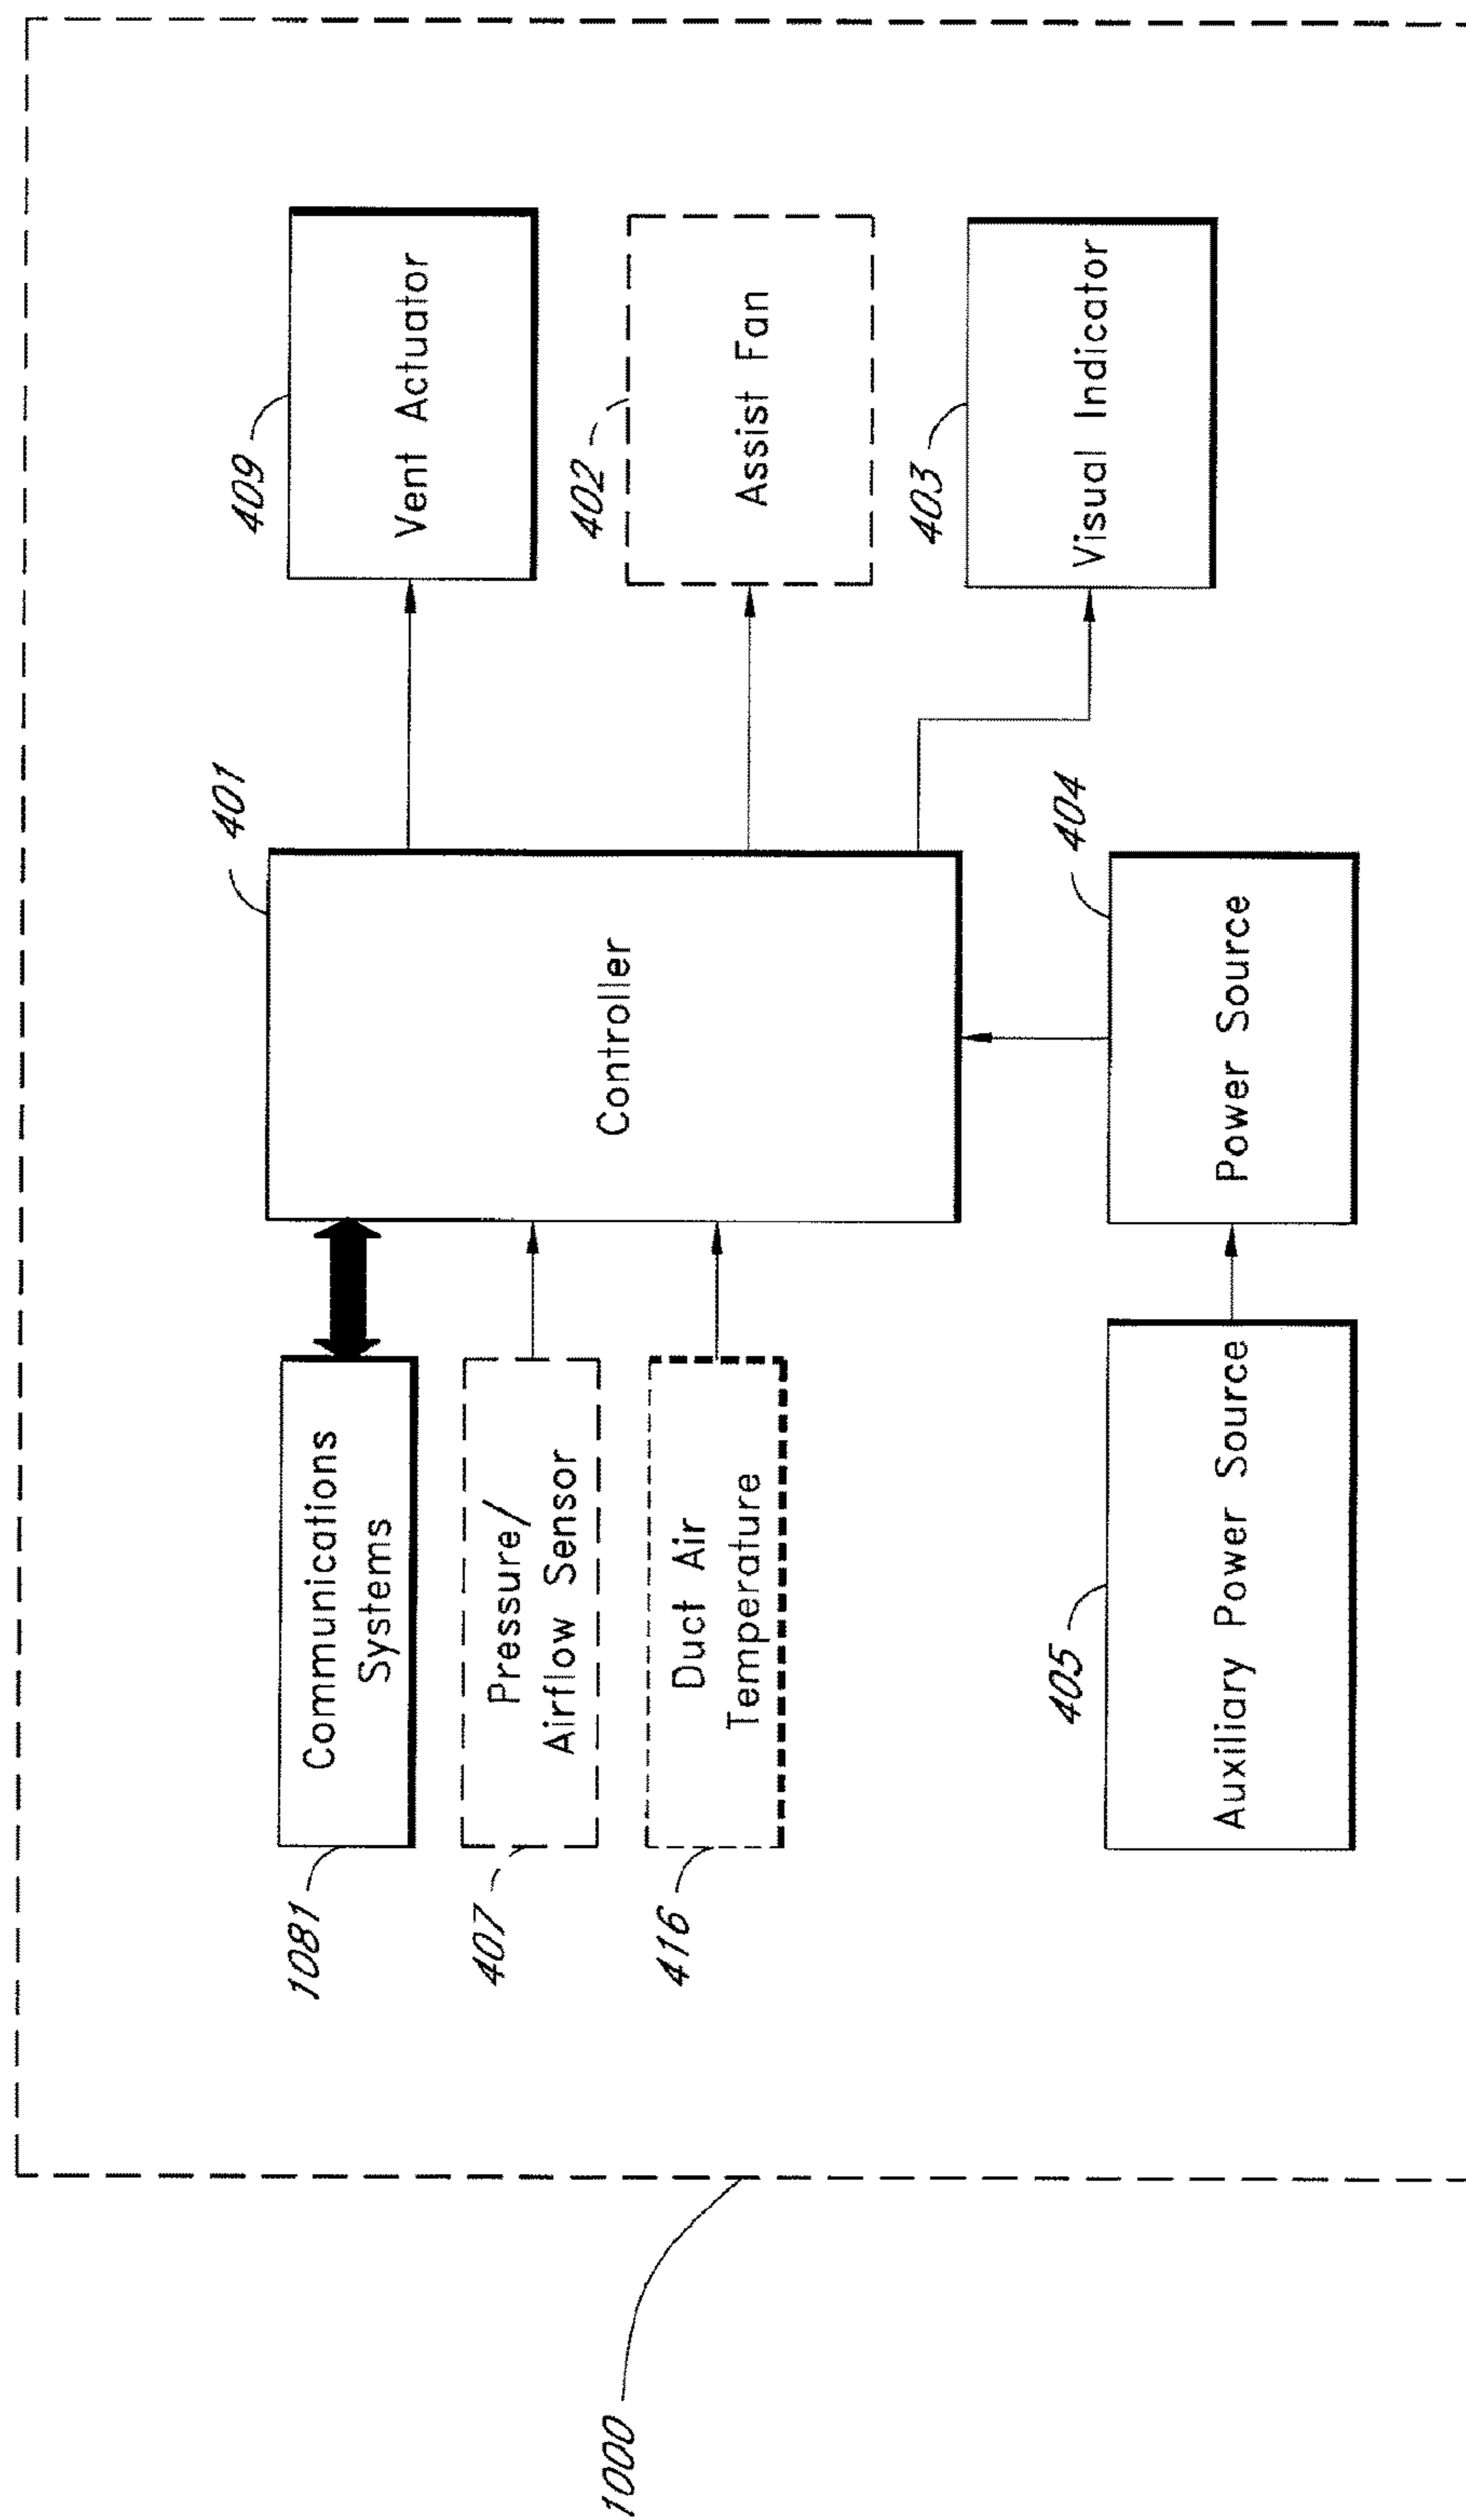 1000
1081
Communications
Systems
407
Pressure/
Airflow Sensor
416
Duct Air
Temperature
401
Controller
409
Vent Actuator
402
Assist Fan
403
Visual Indicator
405
Auxiliary Power Source
404
Power Source